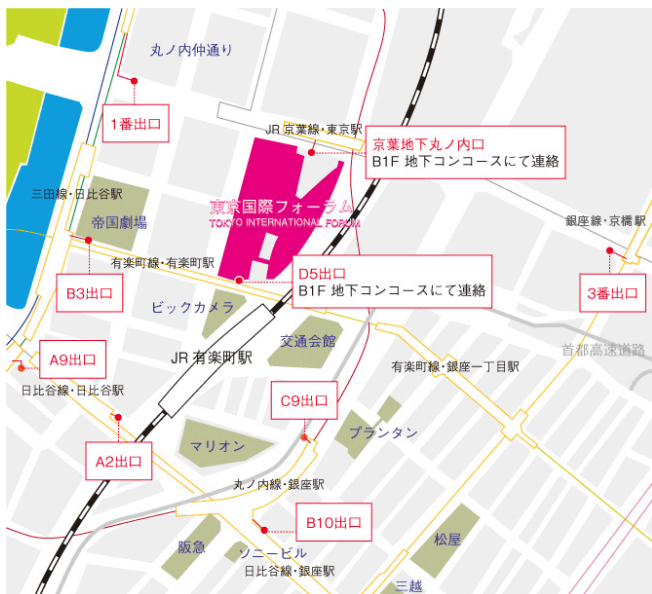 丸ノ内仲通り
1番出口
JR 京葉線・東京駅
京葉地下丸ノ内口
B1F 地下コンコースにて連絡
三田線・日比谷駅
帝国劇場
東京国際フォーラム
TOKYO INTERNATIONAL FORUM
銀座線・京橋駅
有楽町線・有楽町駅
B3出口
D5出口
B1F 地下コンコースにて連絡
3番出口
ビックカメラ
交通会館
JR 有楽町駅
首都高速道路
A9出口
日比谷線・日比谷駅
有楽町線・銀座一丁目駅
C9出口
プランタン
マリオン
A2出口
丸ノ内線・銀座駅
B10出口
松屋
阪急
ソニービル
日比谷線・銀座駅
三越